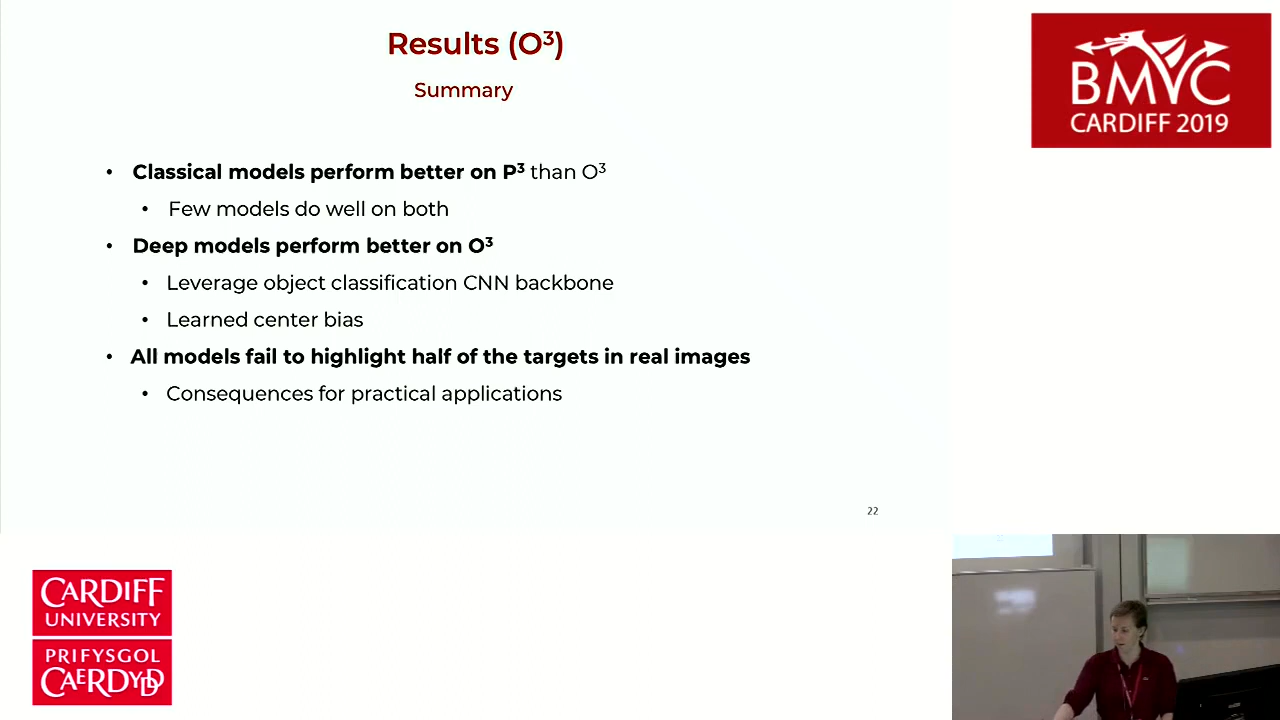 Results (O³)
Summary
• Classical models perform better on P³ than O³
• Few models do well on both
• Deep models perform better on O³
• Leverage object classification CNN backbone
• Learned center bias
• All models fail to highlight half of the targets in real images
• Consequences for practical applications
22
BMVC
CARDIFF 2019
CARDIFF
UNIVERSITY
PRIFYSGOL
CAERDYDD